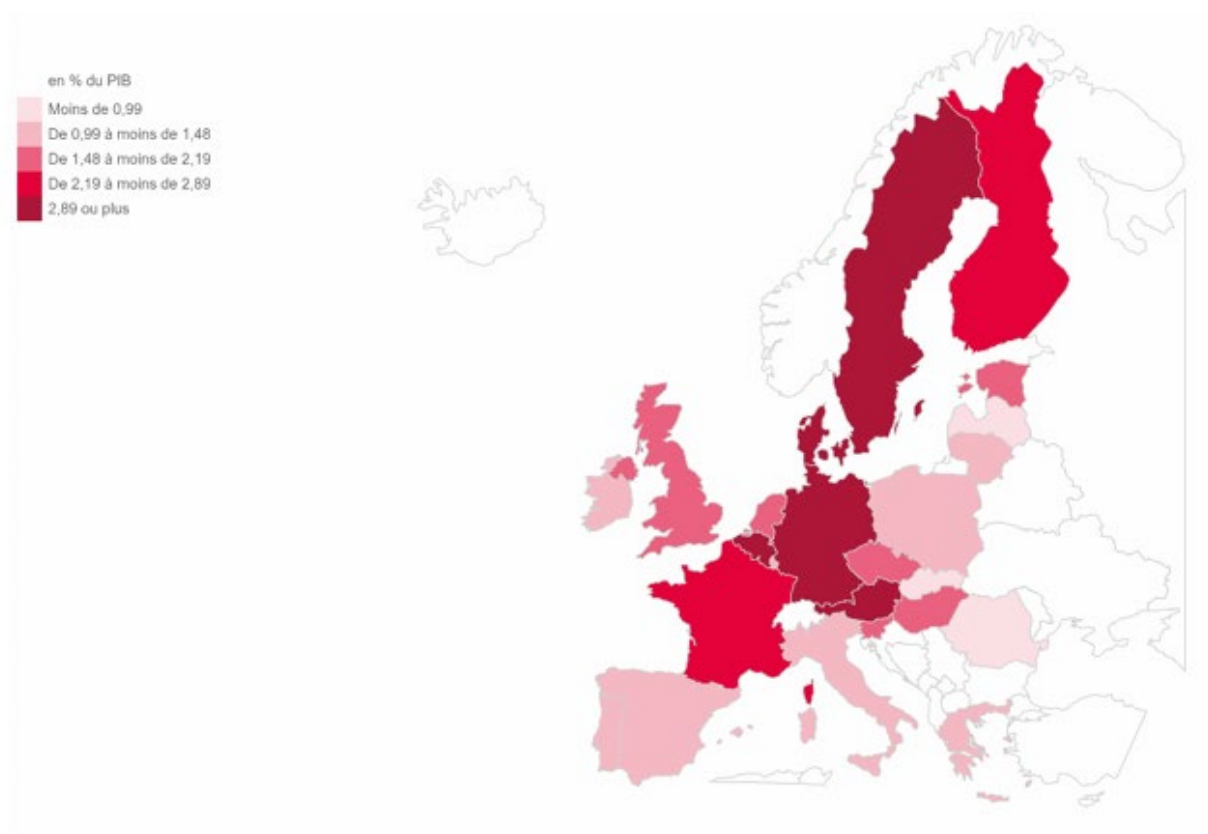 en % du PIB
Moins de 0,99
De 0,99 à moins de 1,48
De 1,48 à moins de 2,19
De 2,19 à moins de 2,89
2,89 ou plus